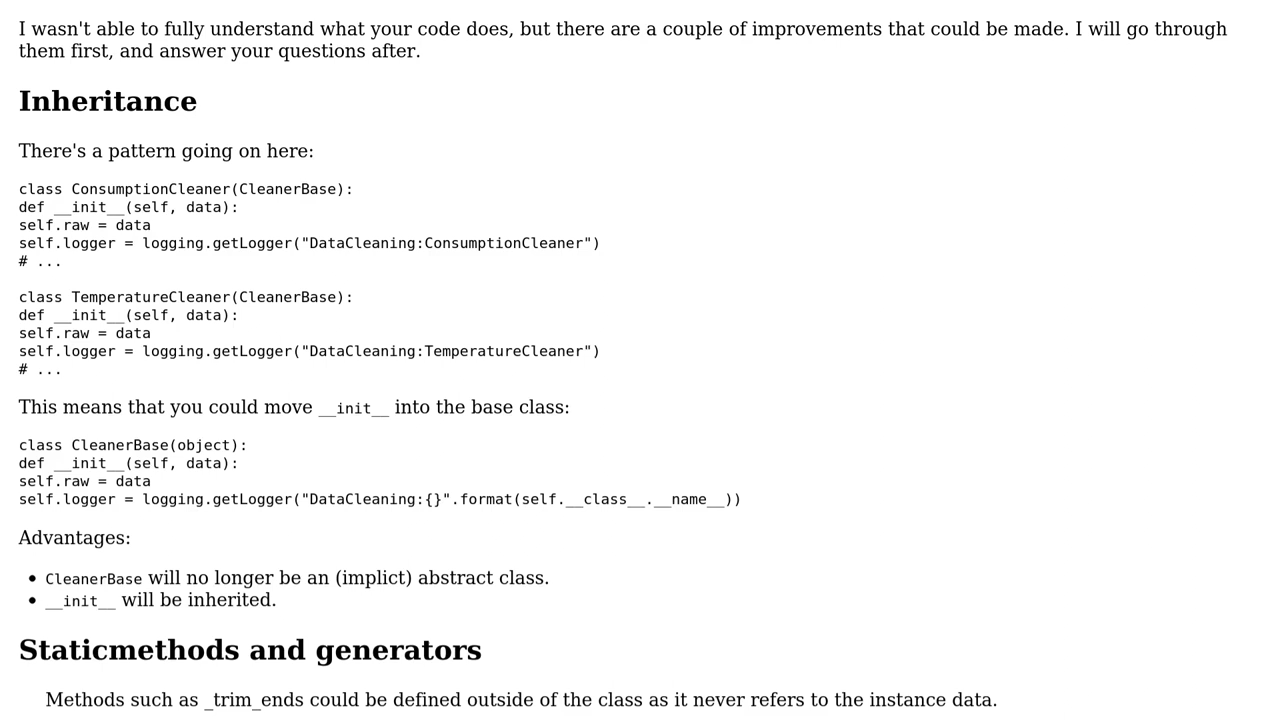 I wasn't able to fully understand what your code does, but there are a couple of improvements that could be made. I will go through
them first, and answer your questions after.
Inheritance
There's a pattern going on here:
class ConsumptionCleaner(CleanerBase):
def __init__(self, data):
self.raw = data
self.logger = logging.getLogger("DataCleaning:ConsumptionCleaner")
# ...
class TemperatureCleaner(CleanerBase):
def __init__(self, data):
self.raw = data
self.logger = logging.getLogger("DataCleaning:TemperatureCleaner")
# ...
This means that you could move __init__ into the base class:
class CleanerBase(object):
def __init__(self, data):
self.raw = data
self.logger = logging.getLogger("DataCleaning:{}".format(self.__class__.__name__))
Advantages:
• CleanerBase will no longer be an (implict) abstract class.
• __init__ will be inherited.
Staticmethods and generators
Methods such as _trim_ends could be defined outside of the class as it never refers to the instance data.